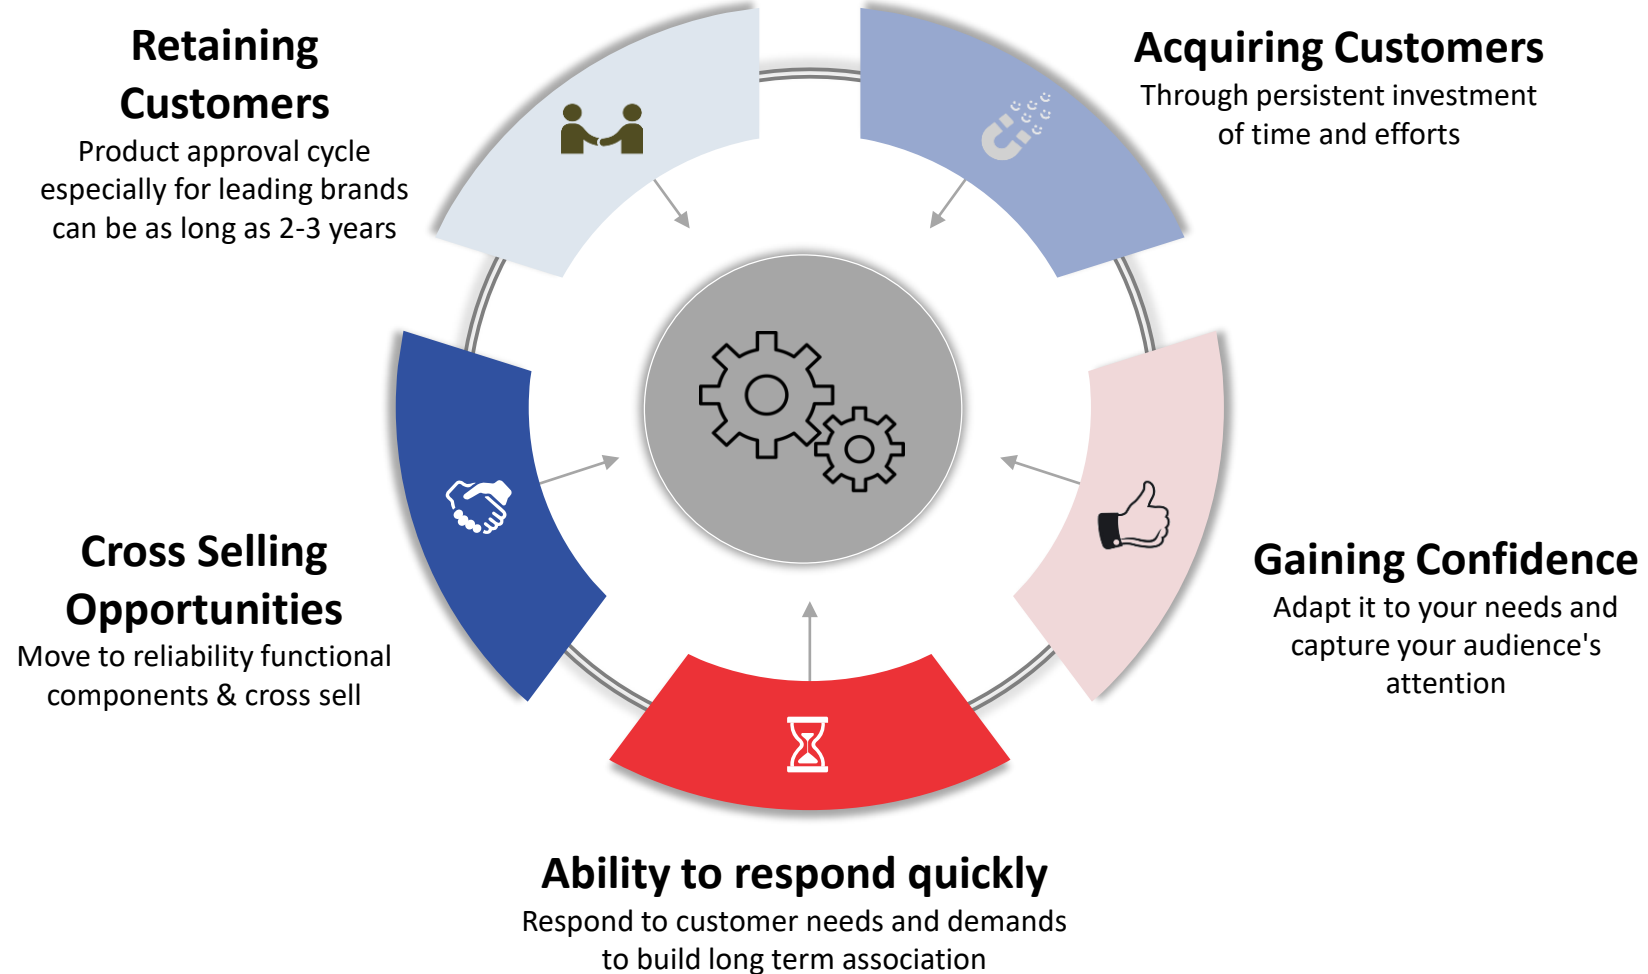 Retaining
Customers
Product approval cycle
especially for leading brands
can be as long as 2-3 years
Acquiring Customers
Through persistent investment
of time and efforts
Cross Selling
Opportunities
Move to reliability functional
components & cross sell
Gaining Confidence
Adapt it to your needs and
capture your audience's
attention
Ability to respond quickly
Respond to customer needs and demands
to build long term association